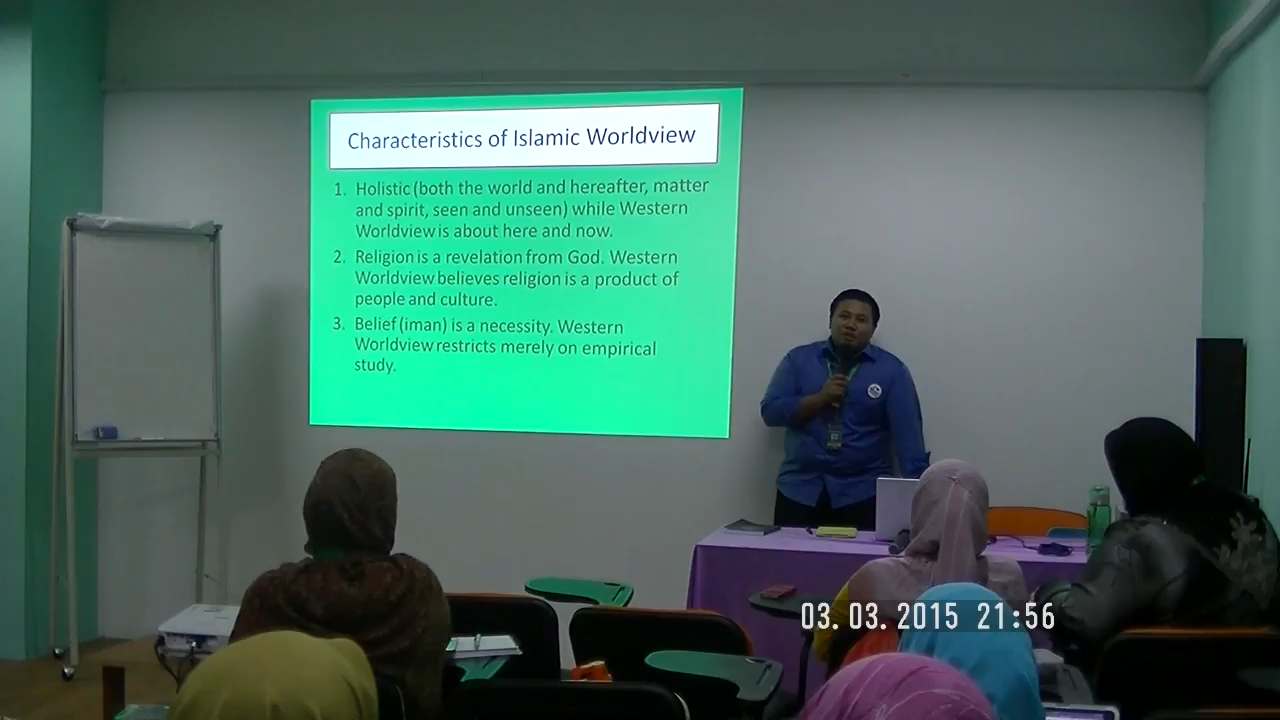 Characteristics of Islamic Worldview
1. Holistic (both the world and hereafter, matter
and spirit, seen and unseen) while Western
Worldview is about here and now.
2. Religion is a revelation from God. Western
Worldview believes religion is a product of
people and culture.
3. Belief (iman) is a necessity. Western
Worldview restricts merely on empirical
study.
03. 03. 2015 21:56